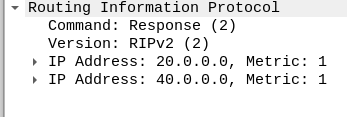 Routing Information Protocol
Command: Response (2)
Version: RIPv2 (2)
IP Address: 20.0.0.0, Metric: 1
IP Address: 40.0.0.0, Metric: 1